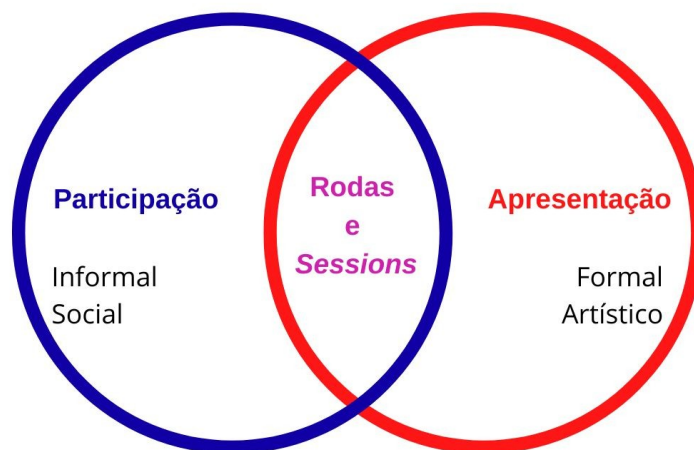 Participação
Informal
Social
Rodas
e
Sessions
Apresentação
Formal
Artístico